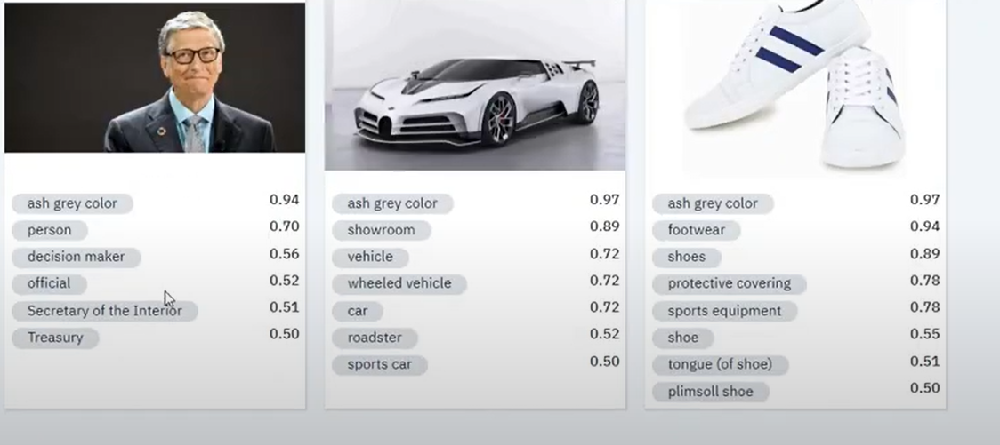 ash grey color 0.94
person 0.70
decision maker 0.56
official 0.52
Secretary of the Interior 0.51
Treasury 0.50
ash grey color 0.97
showroom 0.89
vehicle 0.72
wheeled vehicle 0.72
car 0.72
roadster 0.52
sports car 0.50
ash grey color 0.97
footwear 0.94
shoes 0.89
protective covering 0.78
sports equipment 0.78
shoe 0.55
tongue (of shoe) 0.51
plimsoll shoe 0.50